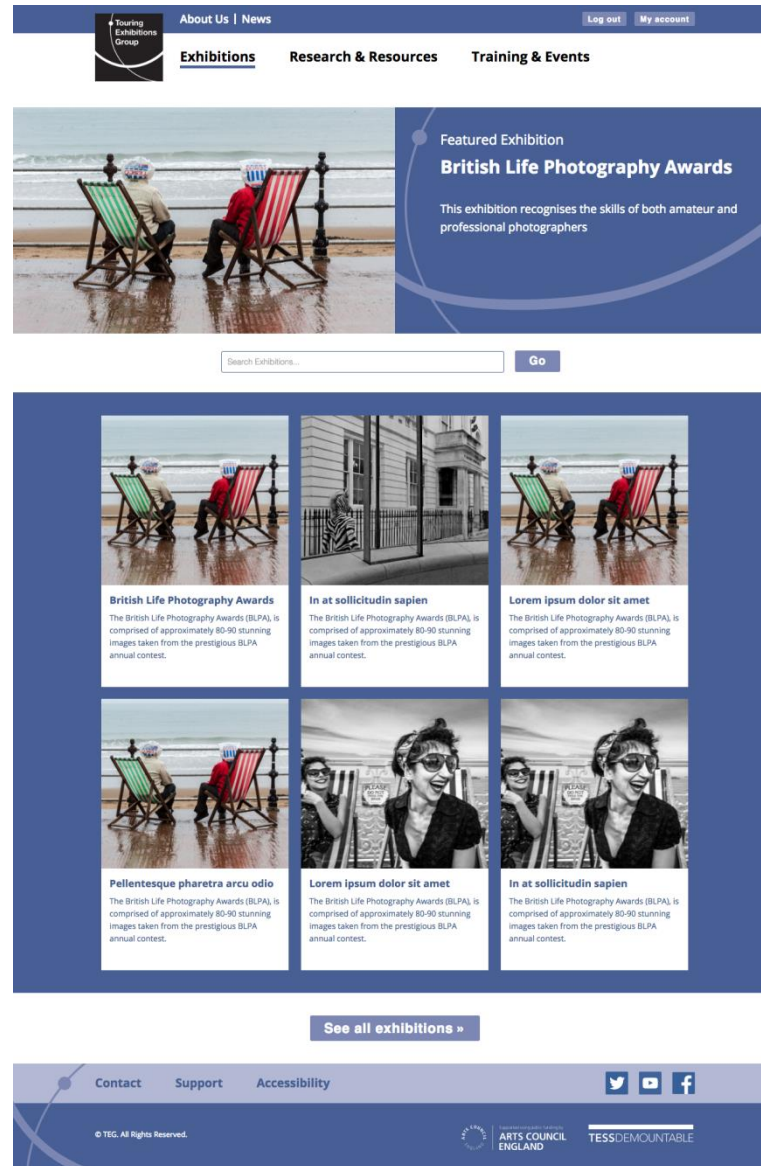 Touring
Exhibitions
Group
About Us | News
Log out
My account
Exhibitions
Research & Resources
Training & Events
Featured Exhibition
British Life Photography Awards
This exhibition recognises the skills of both amateur and
professional photographers
Search Exhibitions...
Go
British Life Photography Awards
The British Life Photography Awards (BLPA), is
comprised of approximately 80-90 stunning
images taken from the prestigious BLPA
annual contest.
In at sollicitudin sapien
The British Life Photography Awards (BLPA), is
comprised of approximately 80-90 stunning
images taken from the prestigious BLPA
annual contest.
Lorem ipsum dolor sit amet
The British Life Photography Awards (BLPA), is
comprised of approximately 80-90 stunning
images taken from the prestigious BLPA
annual contest.
Pellentesque pharetra arcu odio
The British Life Photography Awards (BLPA), is
comprised of approximately 80-90 stunning
images taken from the prestigious BLPA
annual contest.
PLEASE
Lorem ipsum dolor sit amet
The British Life Photography Awards (BLPA), is
comprised of approximately 80-90 stunning
images taken from the prestigious BLPA
annual contest.
PLEASE
In at sollicitudin sapien
The British Life Photography Awards (BLPA), is
comprised of approximately 80-90 stunning
images taken from the prestigious BLPA
annual contest.
See all exhibitions »
Contact
Support
Accessibility
© TEG. All Rights Reserved.
ARTS COUNCIL
ENGLAND
TESSDEMOUNTABLE